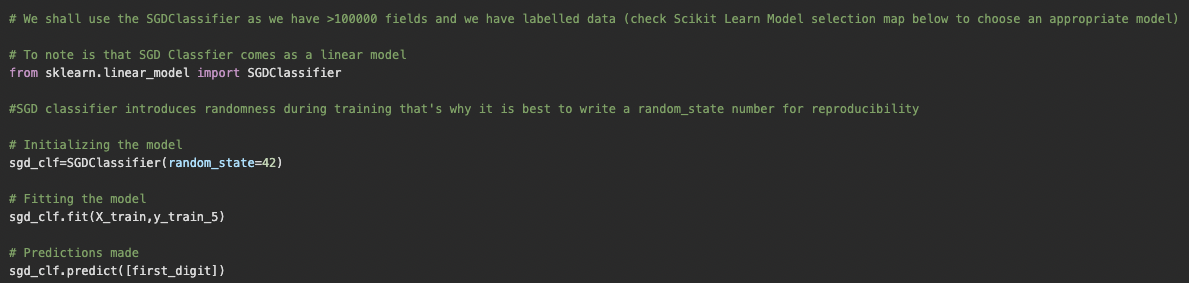 # We shall use the SGDClassifier as we have >100000 fields and we have labelled data (check Scikit Learn Model selection map below to choose an appropriate model)
# To note is that SGD Classfier comes as a linear model
from sklearn.linear_model import SGDClassifier
#SGD classifier introduces randomness during training that's why it is best to write a random_state number for reproducibility
# Initializing the model
sgd_clf=SGDClassifier(random_state=42)
# Fitting the model
sgd_clf.fit(X_train,y_train_5)
# Predictions made
sgd_clf.predict([first_digit])